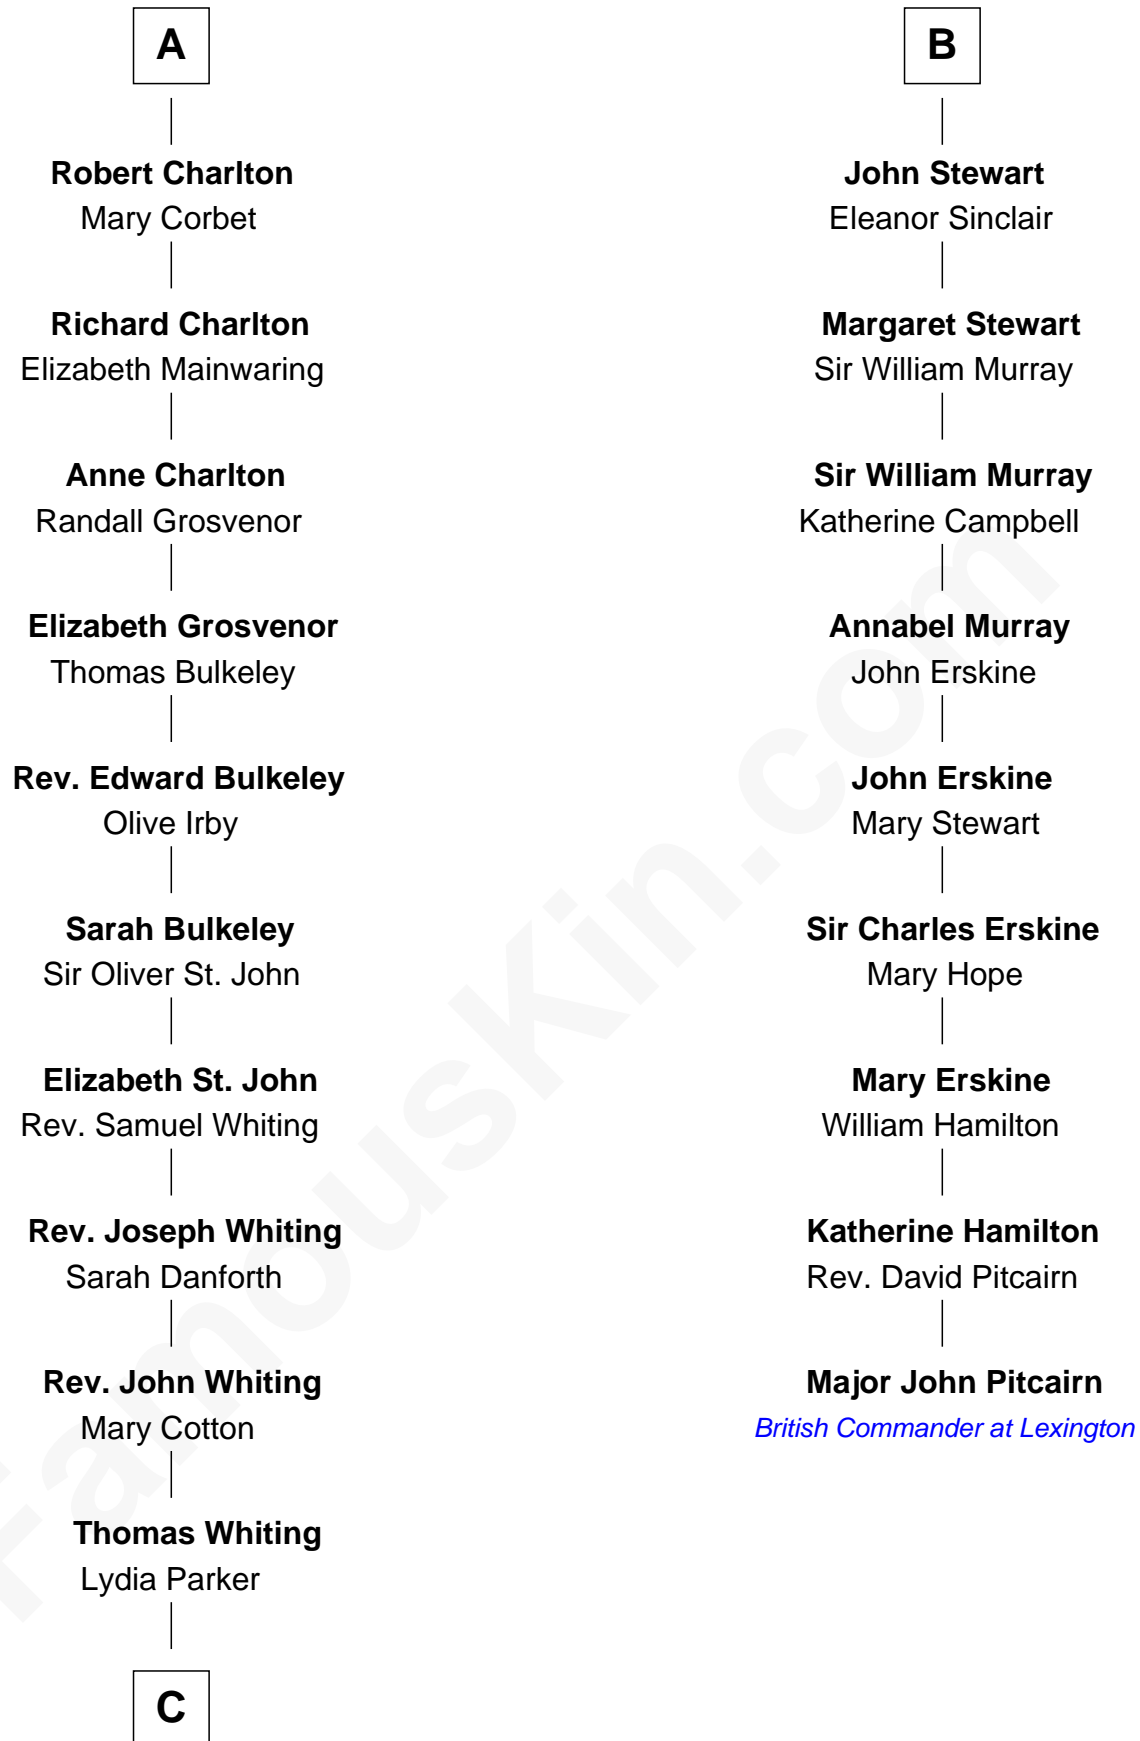 A
Robert Charlton
Mary Corbet
Richard Charlton
Elizabeth Mainwaring
Anne Charlton
Randall Grosvenor
Elizabeth Grosvenor
Thomas Bulkeley
Rev. Edward Bulkeley
Olive Irby
Sarah Bulkeley
Sir Oliver St. John
Elizabeth St. John
Rev. Samuel Whiting
Rev. Joseph Whiting
Sarah Danforth
Rev. John Whiting
Mary Cotton
Thomas Whiting
Lydia Parker
C
B
John Stewart
Eleanor Sinclair
Margaret Stewart
Sir William Murray
Sir William Murray
Katherine Campbell
Annabel Murray
John Erskine
John Erskine
Mary Stewart
Sir Charles Erskine
Mary Hope
Mary Erskine
William Hamilton
Katherine Hamilton
Rev. David Pitcairn
Major John Pitcairn
British Commander at Lexington
FamousKin.com